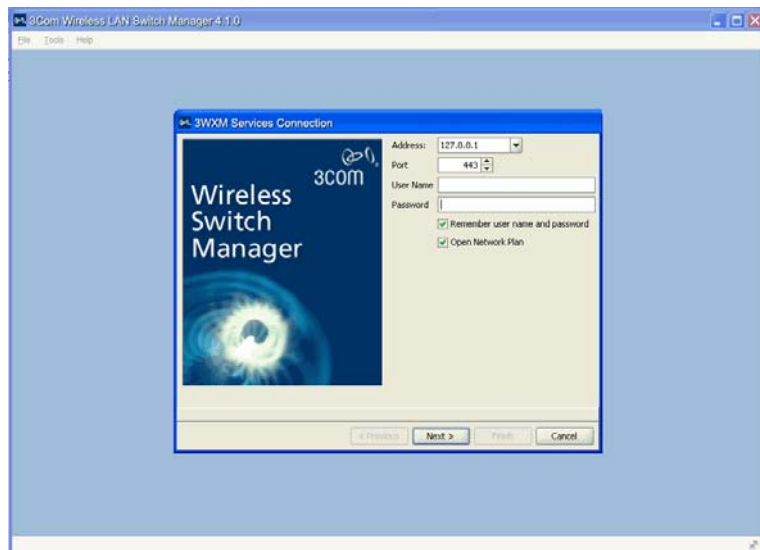 3Com Wireless LAN Switch Manager 4.1.0
File Tools Help
3WXM Services Connection
3COM
Wireless
Switch
Manager
Address: 127.0.0.1
Port 443
User Name
Password
Remember user name and password
Open Network Plan
< Previous Next > Finish Cancel